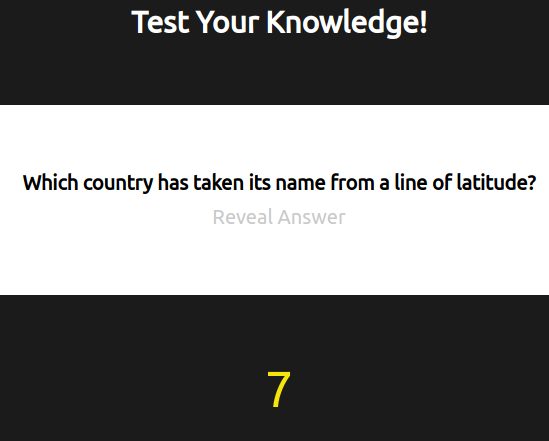 Test Your Knowledge!
Which country has taken its name from a line of latitude?
Reveal Answer
7